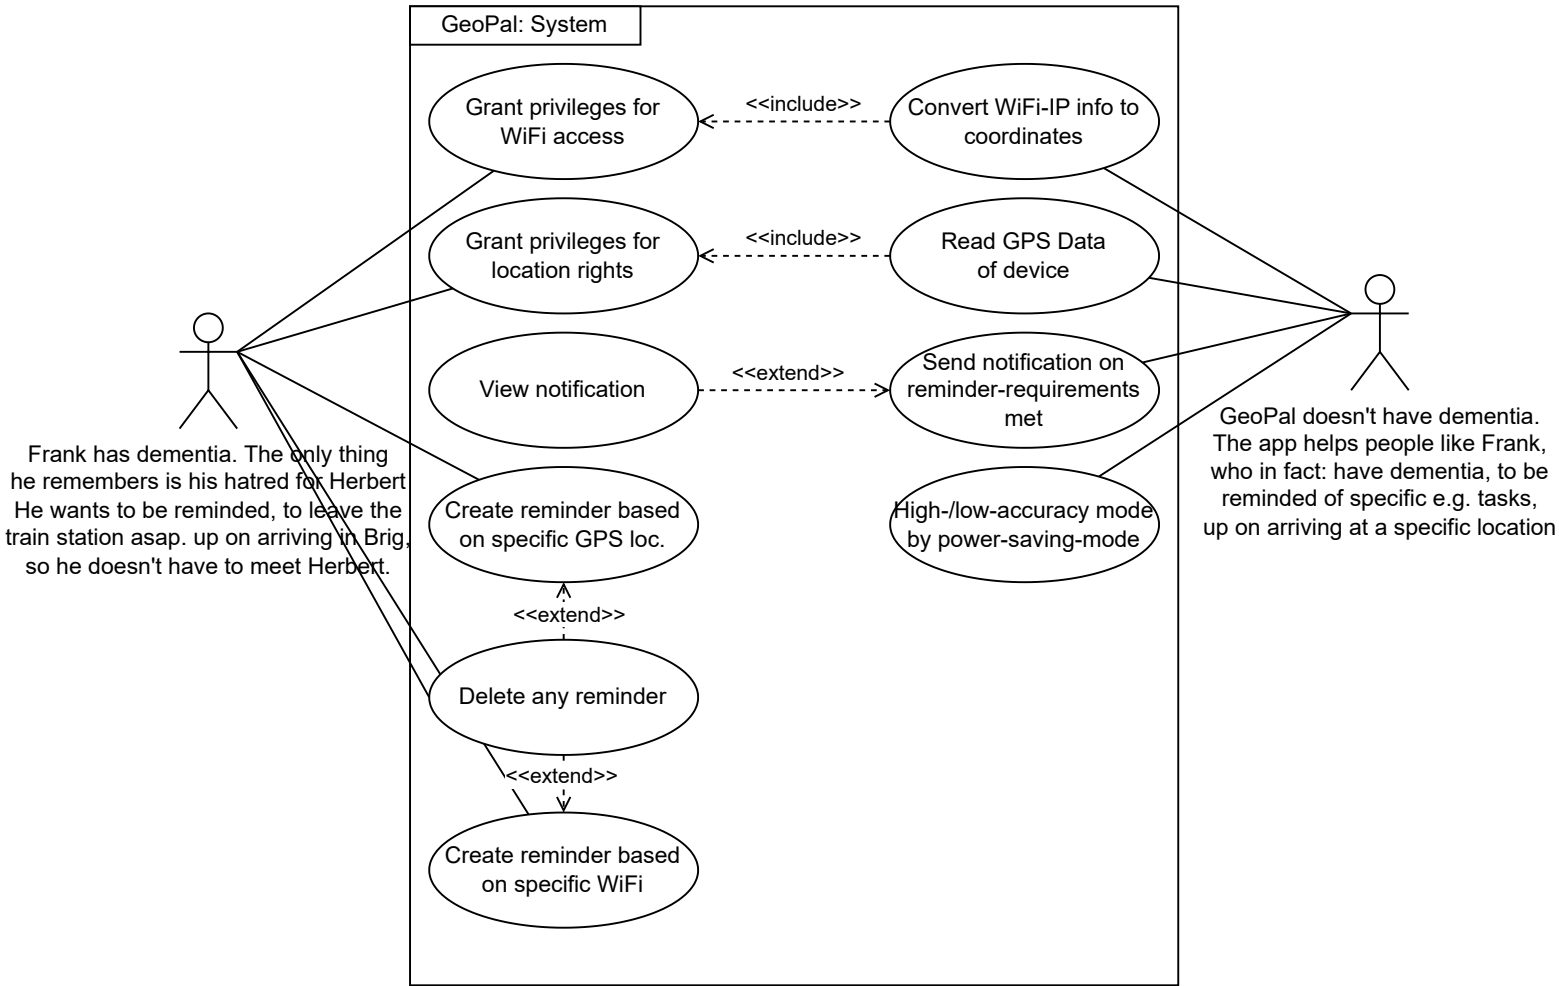 GeoPal: System
Grant privileges for
WiFi access
<<include>>
Convert WiFi-IP info to
coordinates
Grant privileges for
location rights
<<include>>
Read GPS Data
of device
View notification
<<extend>>
Send notification on
reminder-requirements
met
Frank has dementia. The only thing
he remembers is his hatred for Herbert
He wants to be reminded, to leave the
train station asap. up on arriving in Brig,
so he doesn't have to meet Herbert.
GeoPal doesn't have dementia.
The app helps people like Frank,
who in fact: have dementia, to be
reminded of specific e.g. tasks,
up on arriving at a specific location
Create reminder based
on specific GPS loc.
High-/low-accuracy mode
by power-saving-mode
<<extend>>
Delete any reminder
<<extend>>
Create reminder based
on specific WiFi